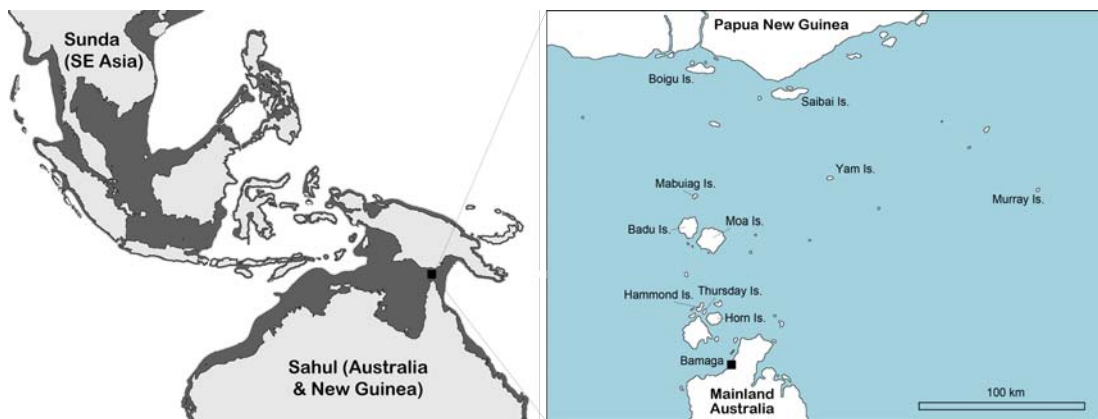 Sunda
(SE Asia)
Sahul (Australia
& New Guinea)
Papua New Guinea
Boigu Is.
Saibai Is.
Yam Is.
Mabuiag Is.
Murray Is.
Badu Is.
Moa Is.
Thursday Is.
Hammond Is.
Horn Is.
Bamaga
Mainland
Australia
100 km